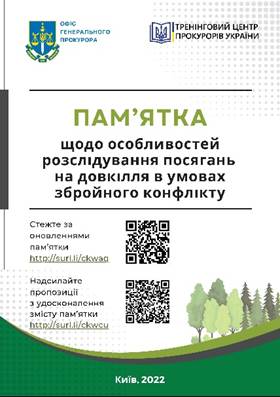 ОФІС
ГЕНЕРАЛЬНОГО
ПРОКУРОРА
ТРЕНІНГОВИЙ ЦЕНТР
ПРОКУРОРІВ УКРАЇНИ
ПАМ’ЯТКА
щодо особливостей
розслідування посягань
на довкілля в умовах
збройного конфлікту
Стежте за
оновленнями
пам’ятки
http://surl.li/ckwaq
Надсилайте
пропозиції
з удосконалення
змісту пам’ятки
http://surl.li/ckwcu
Київ, 2022